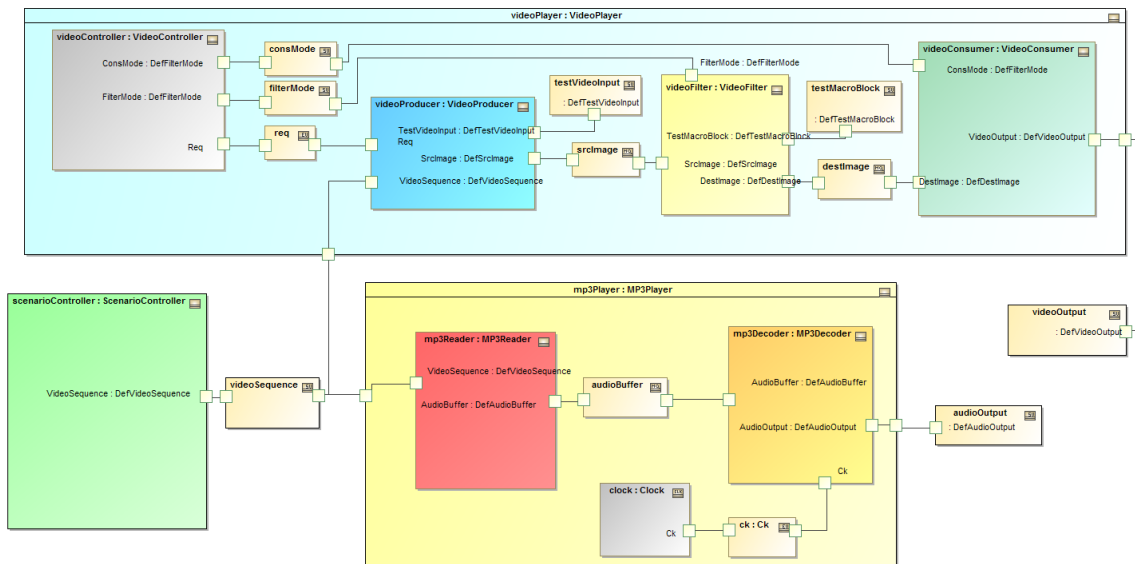 videoPlayer : VideoPlayer
videoController : VideoController
ConsMode : DefFilterMode
FilterMode : DefFilterMode
Req
consMode
filterMode
req
videoProducer : VideoProducer
TestVideoInput : DefTestVideoInput
Req
SrcImage : DefSrcImage
VideoSequence : DefVideoSequence
testVideoInput
: DefTestVideoInput
srcImage
FilterMode : DefFilterMode
videoFilter : VideoFilter
TestMacroBlock : DefTestMacroBlock
SrcImage : DefSrcImage
DestImage : DefDestImage
testMacroBlock
: DefTestMacroBlock
destImage
videoConsumer : VideoConsumer
ConsMode : DefFilterMode
VideoOutput : DefVideoOutput
DestImage : DefDestImage
scenarioController : ScenarioController
VideoSequence : DefVideoSequence
videoSequence
mp3Player : MP3Player
mp3Reader : MP3Reader
VideoSequence : DefVideoSequence
AudioBuffer : DefAudioBuffer
audioBuffer
mp3Decoder : MP3Decoder
AudioBuffer : DefAudioBuffer
AudioOutput : DefAudioOutput
Ck
clock : Clock
Ck
ck : Ck
videoOutput
: DefVideoOutput
audioOutput
: DefAudioOutput